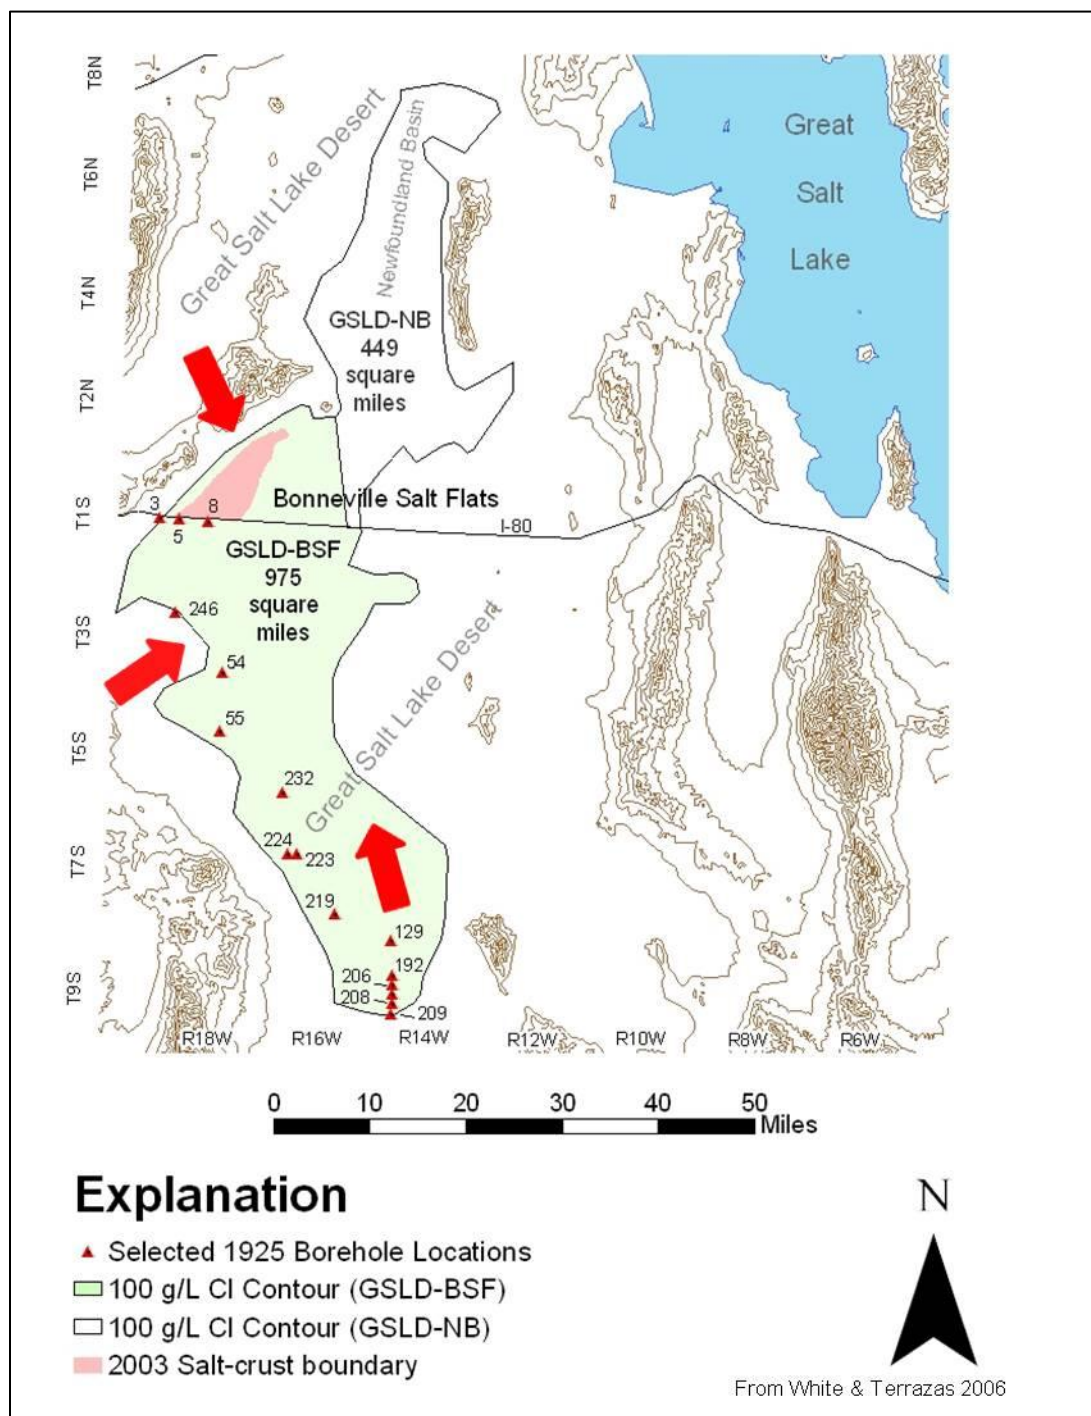 T8N
T6N
T4N
T2N
T1S
T3S
T5S
T7S
T9S
Great Salt Lake Desert
Newfoundland Basin
Great
Salt
Lake
GSLD-NB
449
square
miles
Bonneville Salt Flats
I-80
3
5
8
GSLD-BSF
975
square
miles
246
54
55
Great Salt Lake Desert
232
224
223
219
129
192
206
208
209
R18W
R16W
R14W
R12W
R10W
R8W
R6W
0 10 20 30 40 50
Miles
Explanation
Selected 1925 Borehole Locations
100 g/L Cl Contour (GSLD-BSF)
100 g/L Cl Contour (GSLD-NB)
2003 Salt-crust boundary
N
From White & Terrazas 2006